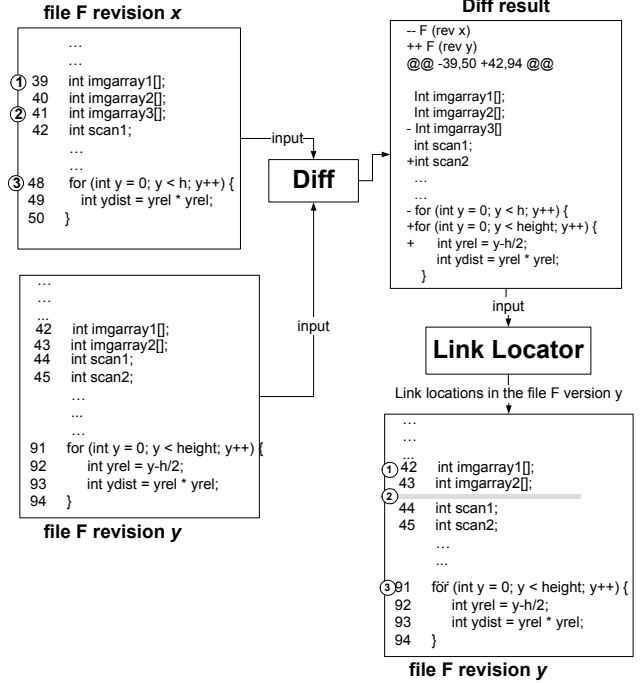 file F revision x
…
…
1 39 int imgarray1[];
40 int imgarray2[];
2 41 int imgarray3[];
42 int scan1;
…
…
3 48 for (int y = 0; y < h; y++) {
49 int ydist = yrel * yrel;
50 }
input
Diff
Diff result
-- F (rev x)
++ F (rev y)
@@ -39,50 +42,94 @@
Int imgarray1[];
Int imgarray2[];
- Int imgarray3[]
int scan1;
+int scan2
…
…
- for (int y = 0; y < h; y++) {
+for (int y = 0; y < height; y++) {
+ int yrel = y-h/2;
int ydist = yrel * yrel;
}
…
…
...
42 int imgarray1[];
43 int imgarray2[];
44 int scan1;
45 int scan2;
…
...
…
91 for (int y = 0; y < height; y++) {
92 int yrel = y-h/2;
93 int ydist = yrel * yrel;
94 }
file F revision y
input
input
Link Locator
Link locations in the file F version y
…
…
...
1 42 int imgarray1[];
43 int imgarray2[];
2
44 int scan1;
45 int scan2;
…
...
…
3 91 for (int y = 0; y < height; y++) {
92 int yrel = y-h/2;
93 int ydist = yrel * yrel;
94 }
file F revision y